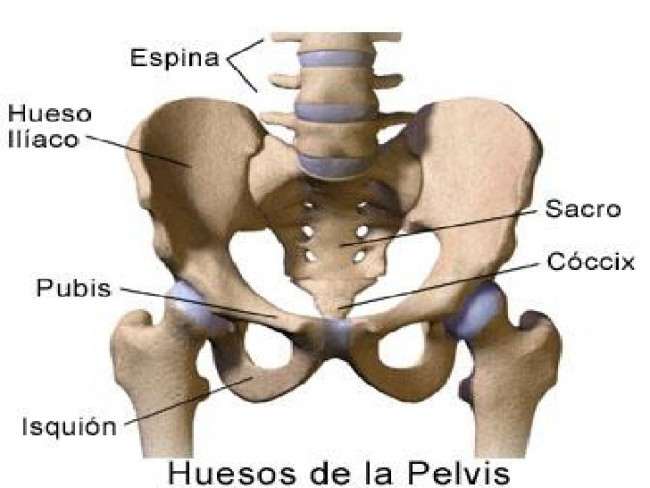 Espina
Hueso
Ilíaco
Sacro
Cóccix
Pubis
Isquión
Huesos de la Pelvis